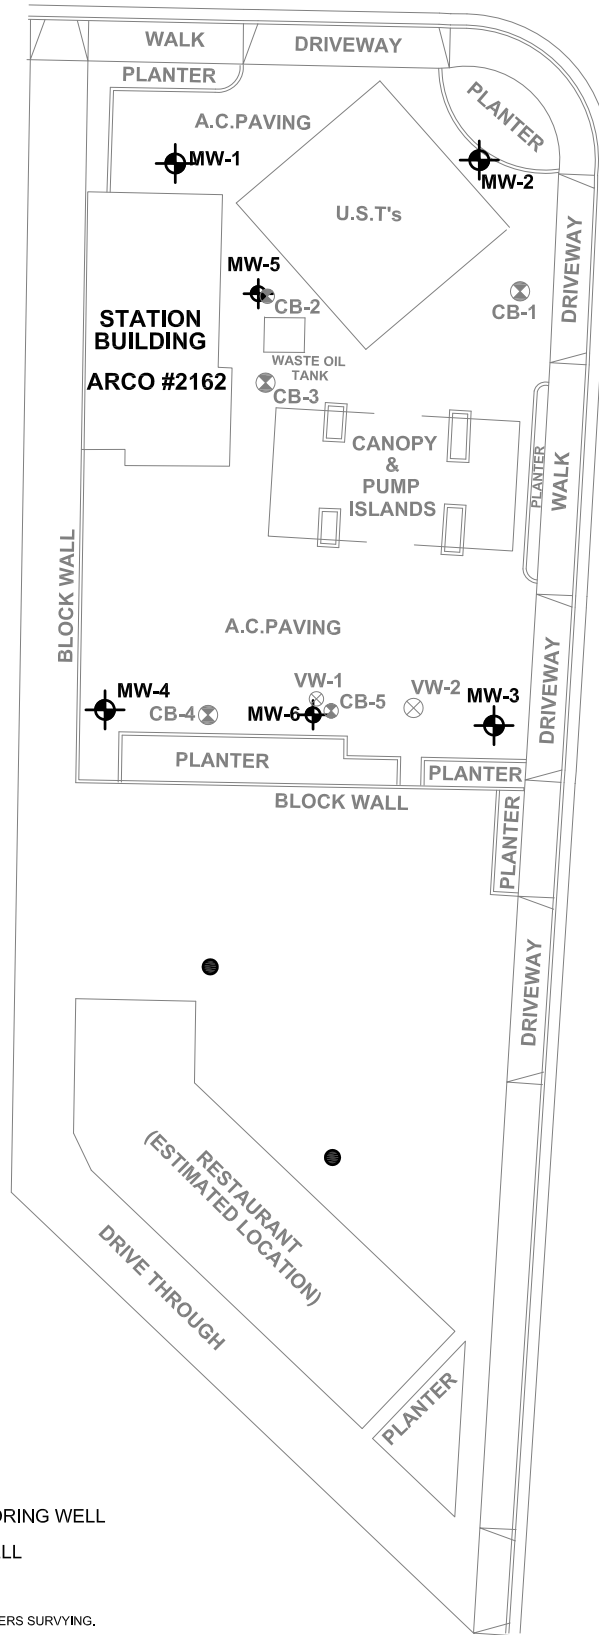 WALK
DRIVEWAY
PLANTER
PLANTER
A.C.PAVING
MW-1
MW-2
U.S.T's
DRIVEWAY
MW-5
CB-2
CB-1
STATION
BUILDING
ARCO #2162
WASTE OIL
TANK
CB-3
CANOPY
&
PUMP
ISLANDS
PLANTER
WALK
BLOCK WALL
A.C.PAVING
DRIVEWAY
MW-4
CB-4
VW-1
MW-6
CB-5
VW-2
MW-3
PLANTER
PLANTER
BLOCK WALL
PLANTER
DRIVEWAY
RESTAURANT
(ESTIMATED LOCATION)
DRIVE THROUGH
PLANTER
ORING WELL
LL
ERS SURVYING.